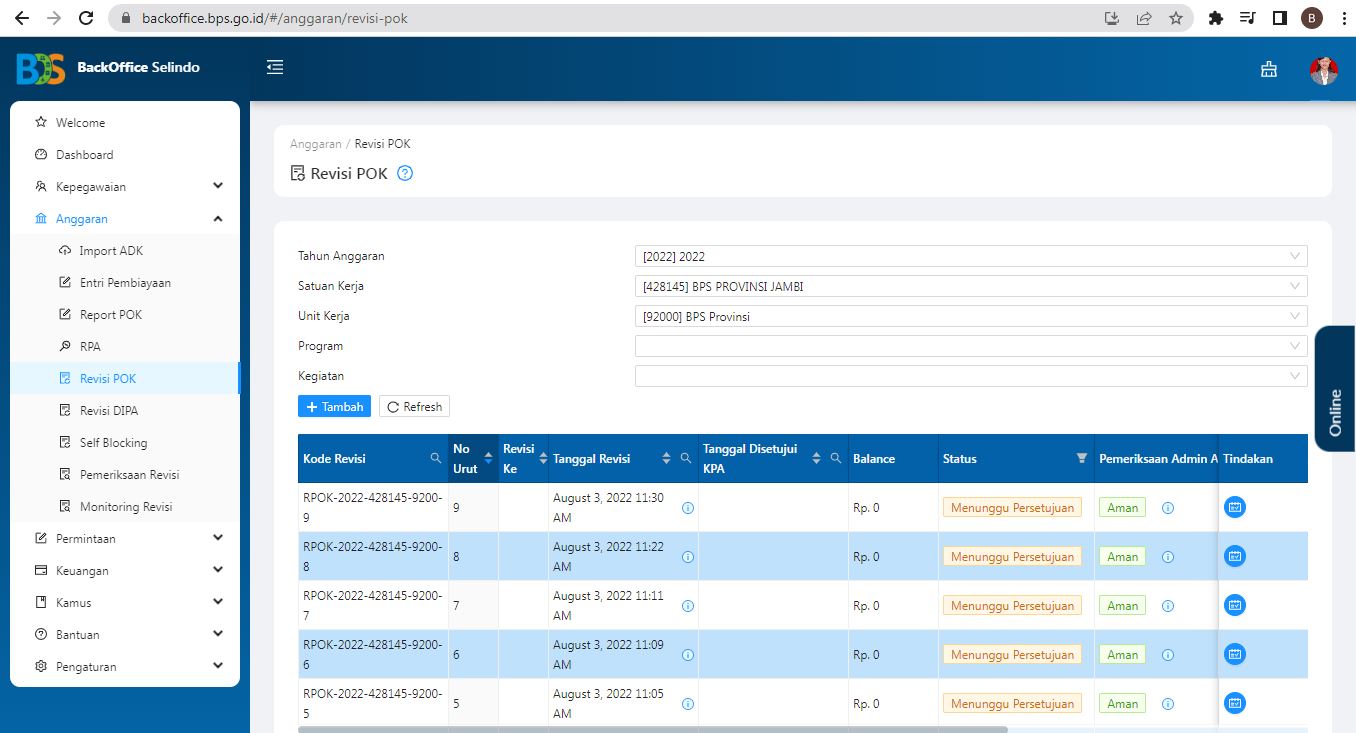 backoffice.bps.go.id/#/anggaran/revisi-pok
B
BPS
BackOffice Selindo
Welcome
Dashboard
Kepegawaian
Anggaran
Import ADK
Entri Pembiayaan
Report POK
RPA
Revisi POK
Revisi DIPA
Self Blocking
Pemeriksaan Revisi
Monitoring Revisi
Permintaan
Keuangan
Kamus
Bantuan
Pengaturan
Anggaran / Revisi POK
Revisi POK
Tahun Anggaran [2022] 2022
Satuan Kerja [428145] BPS PROVINSI JAMBI
Unit Kerja [92000] BPS Provinsi
Program
Kegiatan
+ Tambah Refresh
Online
Kode Revisi No Urut Revisi Ke Tanggal Revisi Tanggal Disetujui KPA Balance Status Pemeriksaan Admin A Tindakan
RPOK-2022-428145-9200-9 9 August 3, 2022 11:30 AM Rp. 0 Menunggu Persetujuan Aman
RPOK-2022-428145-9200-8 8 August 3, 2022 11:22 AM Rp. 0 Menunggu Persetujuan Aman
RPOK-2022-428145-9200-7 7 August 3, 2022 11:11 AM Rp. 0 Menunggu Persetujuan Aman
RPOK-2022-428145-9200-6 6 August 3, 2022 11:09 AM Rp. 0 Menunggu Persetujuan Aman
RPOK-2022-428145-9200-5 5 August 3, 2022 11:05 AM Rp. 0 Menunggu Persetujuan Aman